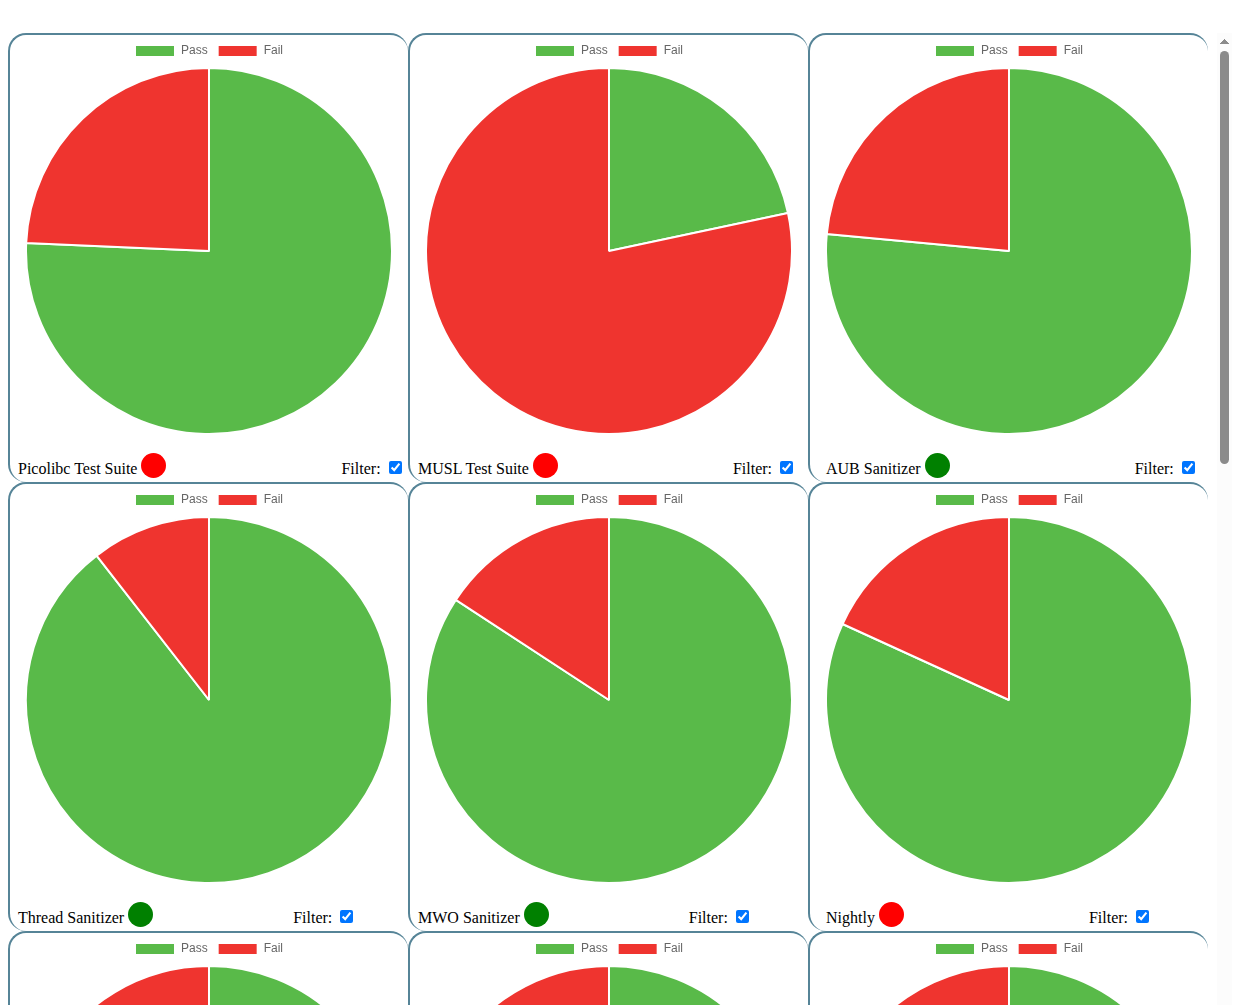 Pass Fail
Pass Fail
Pass Fail
Picolibc Test Suite Filter:
MUSL Test Suite Filter:
AUB Sanitizer Filter:
Pass Fail
Pass Fail
Pass Fail
Thread Sanitizer Filter:
MWO Sanitizer Filter:
Nightly Filter:
Pass Fail
Pass Fail
Pass Fail